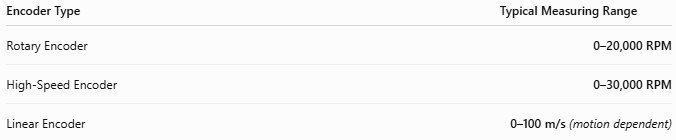 Encoder Type Typical Measuring Range
Rotary Encoder 0–20,000 RPM
High-Speed Encoder 0–30,000 RPM
Linear Encoder 0–100 m/s (motion dependent)